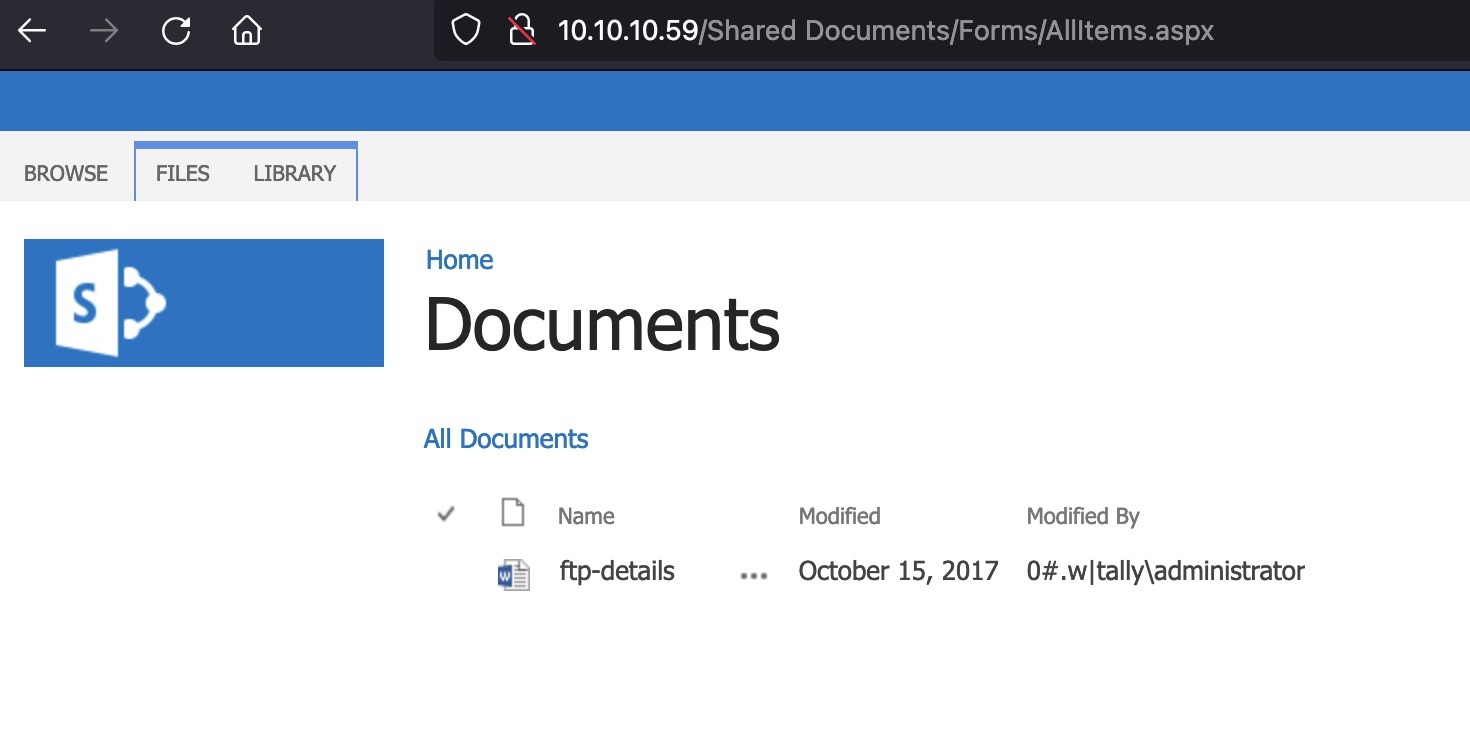 10.10.10.59/Shared Documents/Forms/AllItems.aspx
BROWSE FILES LIBRARY
S
Home
Documents
All Documents
Name Modified Modified By
W ftp-details ... October 15, 2017 0#.w|tally\administrator